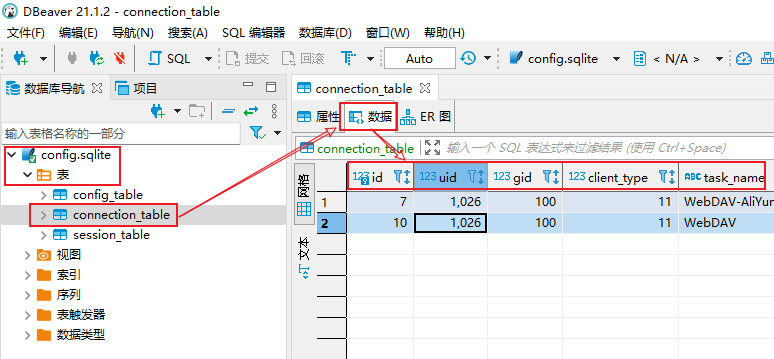 DBeaver 21.1.2 - connection_table
文件(F) 编辑(E) 导航(N) 搜索(A) SQL 编辑器 数据库(D) 窗口(W) 帮助(H)
SQL 提交 回滚 Auto config.sqlite < N/A >
数据库导航 项目
输入表格名称的一部分
config.sqlite
表
config_table
connection_table
session_table
视图
索引
序列
表触发器
数据类型
connection_table
属性 数据 ER 图
connection_table 输入一个 SQL 表达式来过滤结果 (使用 Ctrl+Space)
网格
文本
123 id 123 uid 123 gid 123 client_type ABC task_name
1 7 1,026 100 11 WebDAV-AliYun
2 10 1,026 100 11 WebDAV